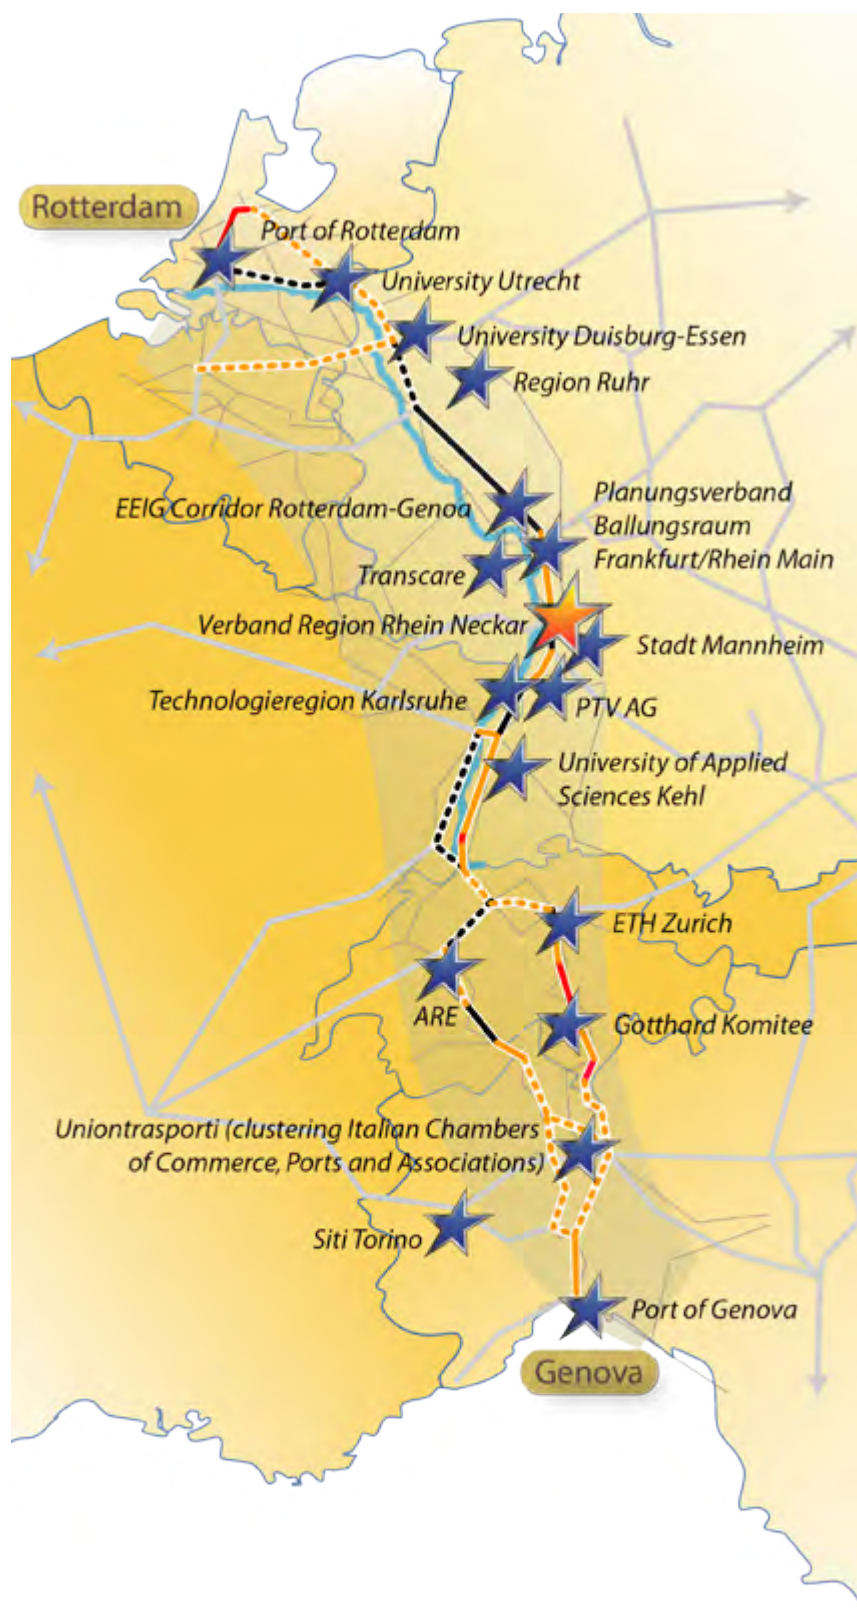 Rotterdam
Port of Rotterdam
University Utrecht
University Duisburg-Essen
Region Ruhr
EEIG Corridor Rotterdam-Genoa
Planungsverband
Ballungsraum
Frankfurt/Rhein Main
Transcare
Verband Region Rhein Neckar
Stadt Mannheim
Technologieregion Karlsruhe
PTV AG
University of Applied
Sciences Kehl
ETH Zurich
ARE
Gotthard Komitee
Uniontrasporti (clustering Italian Chambers
of Commerce, Ports and Associations)
Siti Torino
Port of Genova
Genova